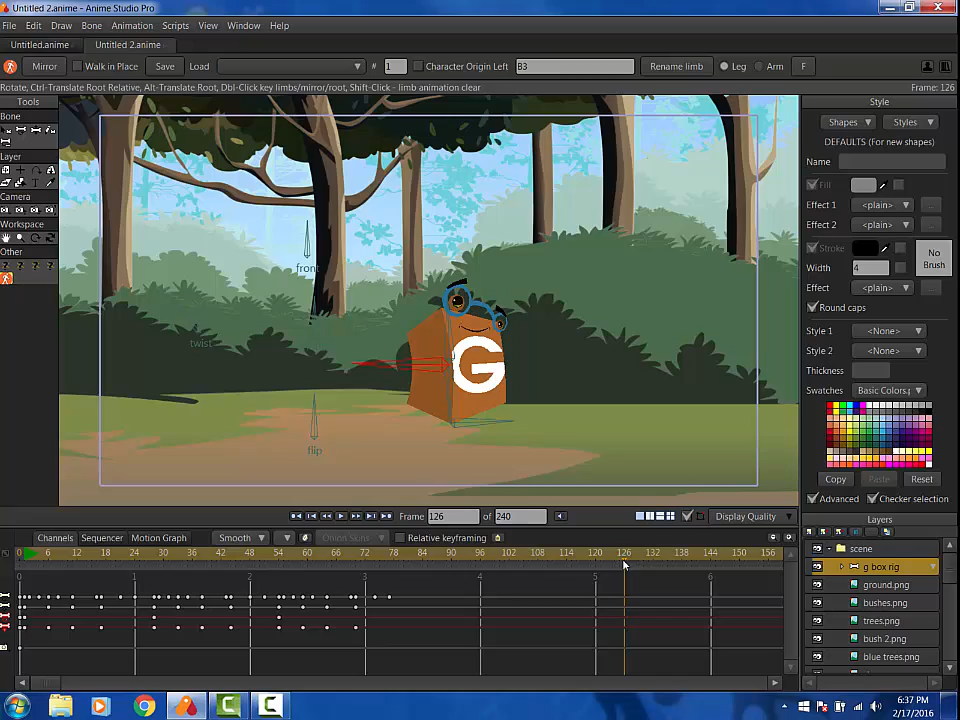 Untitled 2.anime - Anime Studio Pro
File Edit Draw Bone Animation Scripts View Window Help
Untitled.anime Untitled 2.anime
Mirror Walk in Place Save Load # 1 Character Origin Left B3 Rename limb Leg Arm F
Rotate, Ctrl-Translate Root Relative, Alt-Translate Root, Dbl-Click key limbs/mirror/root, Shift-Click - limb animation clear Frame: 126
Tools Style
Bone
Shapes Styles
DEFAULTS (For new shapes)
Layer
Name
Fill
Camera
Effect 1 <plain> ...
Workspace
Effect 2 <plain> ...
Other
Stroke
No Brush
Width 4
front
Effect <plain> ...
Round caps
G
Style 1 <None>
twist
Style 2 <None>
Thickness
Swatches Basic Colors
flip
Copy Paste Reset
Advanced Checker selection
Frame 126 of 240 Display Quality
Layers
Channels Sequencer Motion Graph Smooth 1 Onion Skins Relative keyframing
0 6 12 18 24 30 36 42 48 54 60 66 72 78 84 90 96 102 108 114 120 126 132 138 144 150 156
scene
g box rig
0 1 2 3 4 5 6
ground.png
bushes.png
trees.png
bush 2.png
blue trees.png
6:37 PM
2/17/2016